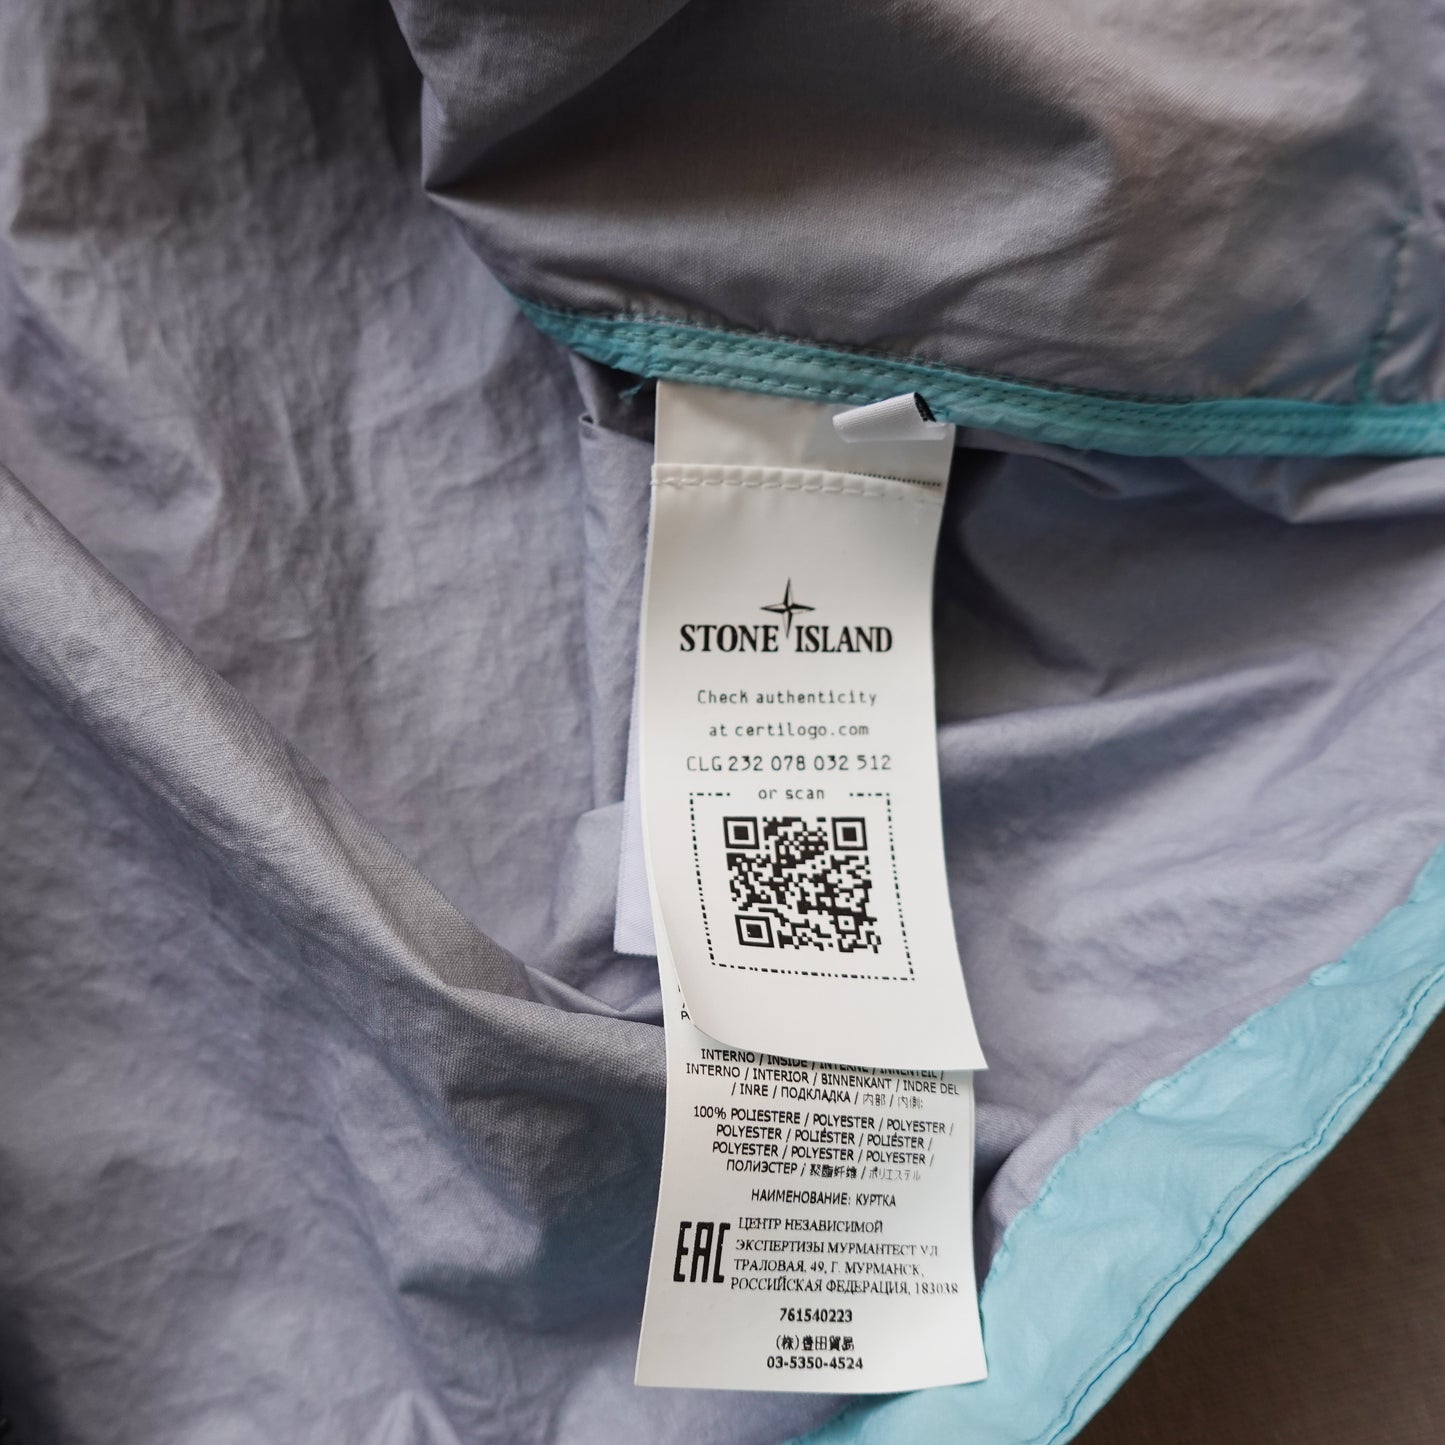 STONE ISLAND
Check authenticity
at certilogo.com
CLG 232 078 032 512
or scan
INTERNO / INSIDE / INTERNE / INNENTEIL /
INTERNO / INTERIOR / BINNENKANT / INDRE DEL
/ INRE / ПОДКЛАДКА / 内部 / 内側:
100% POLIESTERE / POLYESTER / POLYESTER /
POLYESTER / POLIÉSTER / POLIÉSTER /
POLYESTER / POLYESTER / POLYESTER /
ПОЛИЭСТЕР / 聚酯纤维 / ポリエステル
НАИМЕНОВАНИЕ: КУРТКА
EAC
ЦЕНТР НЕЗАВИСИМОЙ
ЭКСПЕРТИЗЫ МУРМАНТЕСТ УЛ.
ТРАЛОВАЯ, 49, Г. МУРМАНСК,
РОССИЙСКАЯ ФЕДЕРАЦИЯ, 183038
761540223
(株)豊田貿易
03-5350-4524